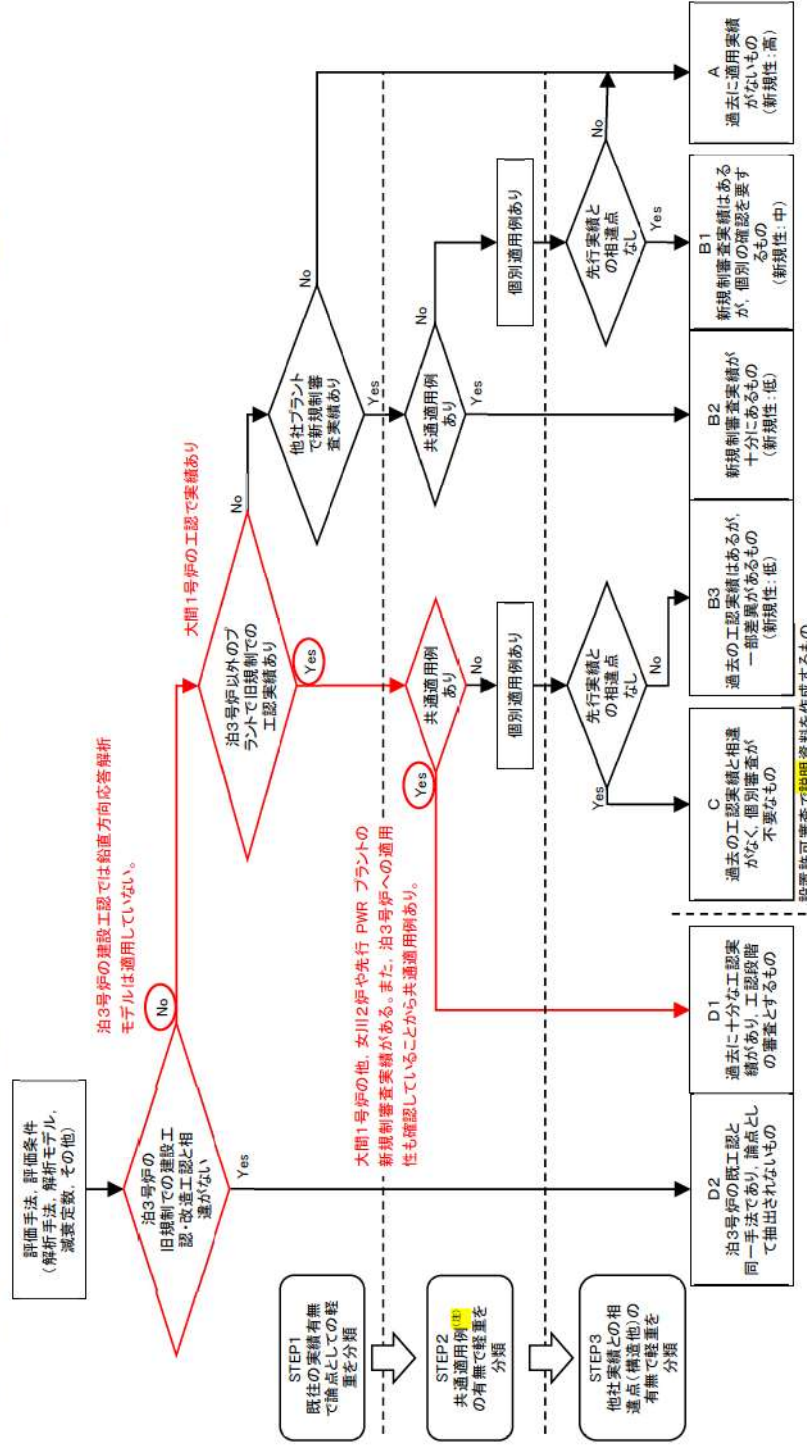 評価手法，評価条件
（解析手法，解析モデル，
減衰定数，その他）
泊3号炉の
旧規制での建設工
認・改造工認と相
違がない
No
Yes
泊3号炉の建設工認では鉛直方向応答解析
モデルは適用していない。
泊3号炉以外のプ
ラントで旧規制での
工認実績あり
No
Yes
大間1号炉の工認で実績あり
他社プラント
で新規制審
査実績あり
No
Yes
STEP1
既往の実績有無
で論点としての軽
重を分類
STEP2
共通適用例(注)
の有無で軽重を
分類
STEP3
他社実績との相
違点（構造他）の
有無で軽重を
分類
大間1号炉の他，女川2炉や先行 PWR プラントの
新規制審査実績がある。また，泊3号炉への適用
性も確認していることから共通適用例あり。
共通適用例
あり
Yes
No
個別適用例あり
先行実績と
の相違点
なし
Yes
No
共通適用例
あり
No
Yes
個別適用例あり
先行実績と
の相違点
なし
No
Yes
D2
泊3号炉の既工認と
同一手法であり，論点とし
て抽出されないもの
D1
過去に十分な工認実
績があり，工認段階
の審査とするもの
C
過去の工認実績と相違
がなく，個別審査が
不要なもの
B3
過去の工認実績はあるが，
一部差異があるもの
（新規性：低）
B2
新規制審査実績が
十分にあるもの
（新規性：低）
B1
新規制審査実績はある
が，個別の確認を要す
るもの
（新規性：中）
A
過去に適用実績
がないもの
（新規性：高）
設置許可審査で説明資料を作成するもの